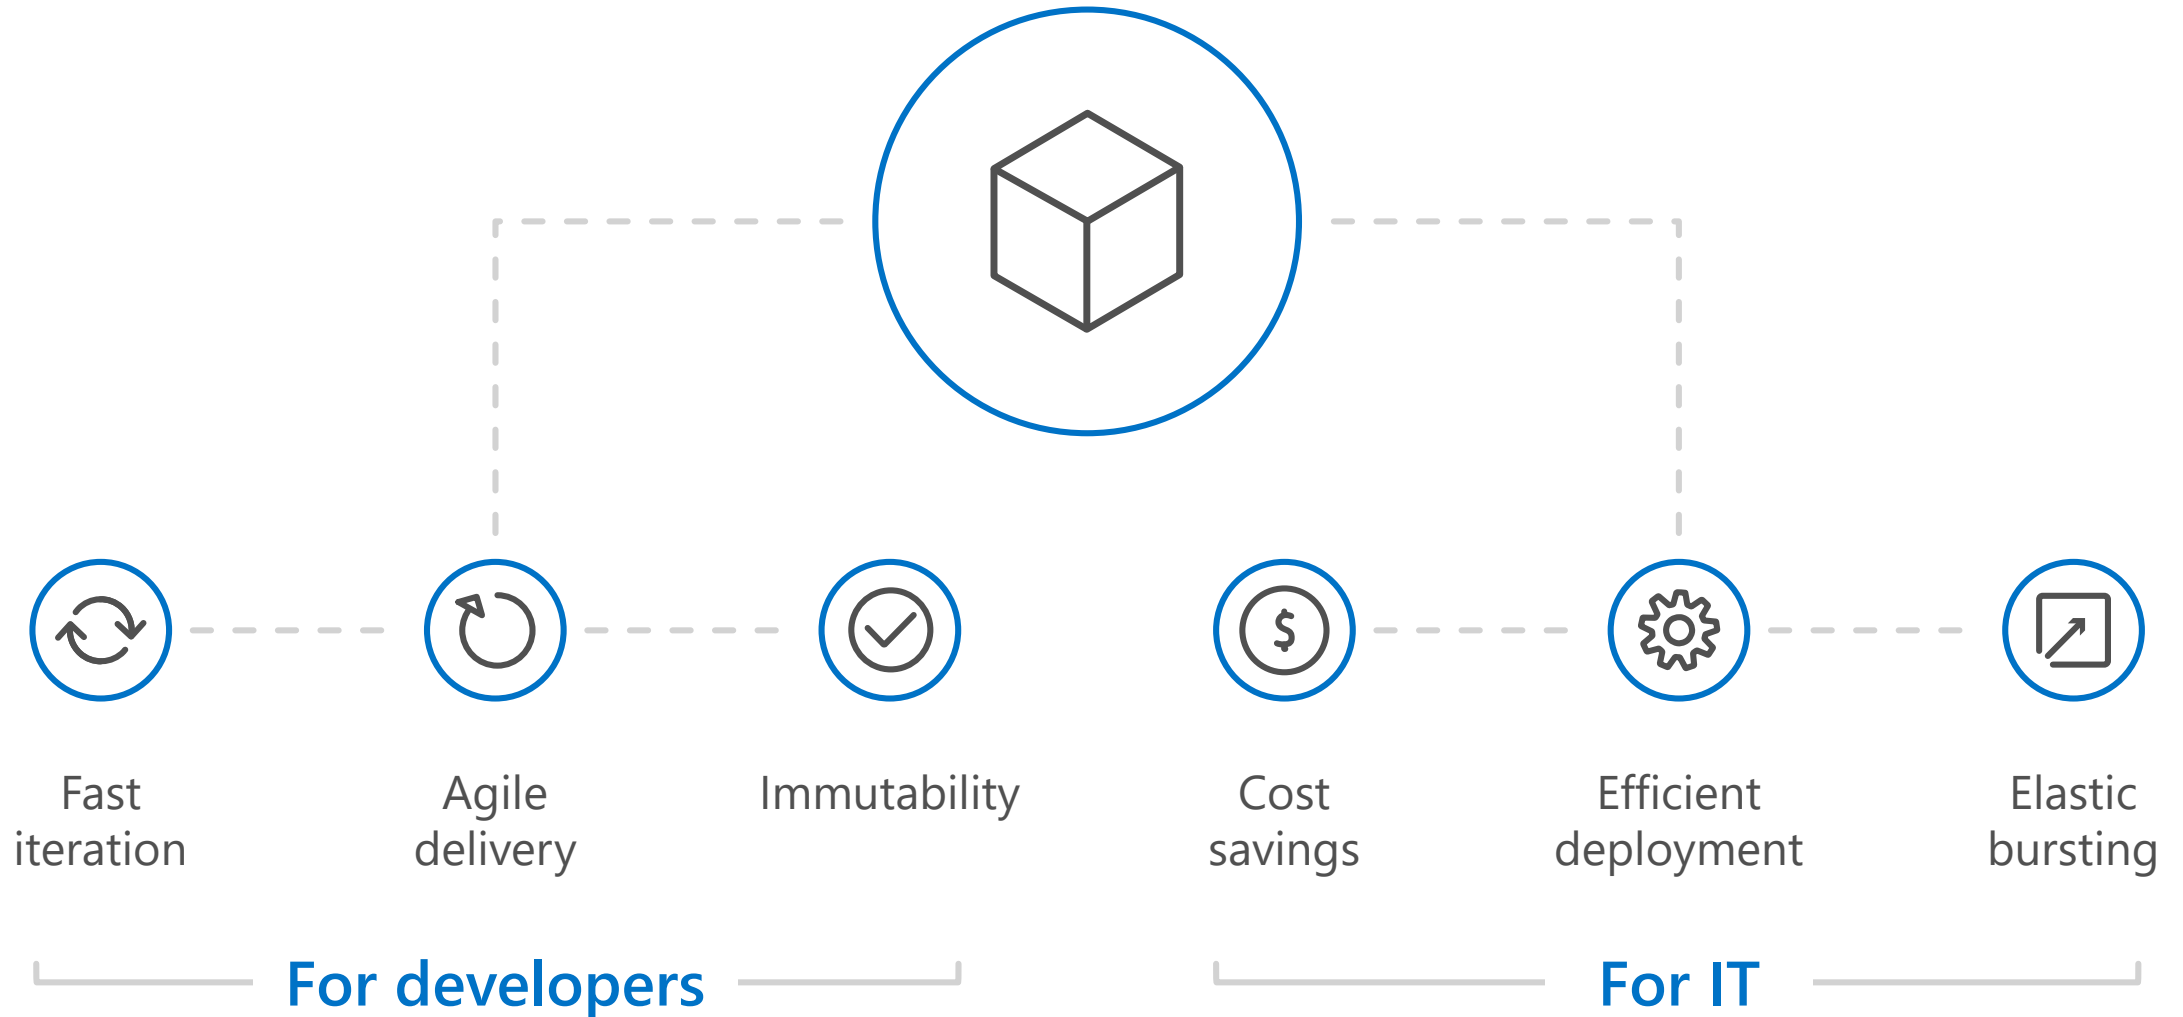 Fast
iteration
Agile
delivery
Immutability
Cost
savings
Efficient
deployment
Elastic
bursting
For developers
For IT